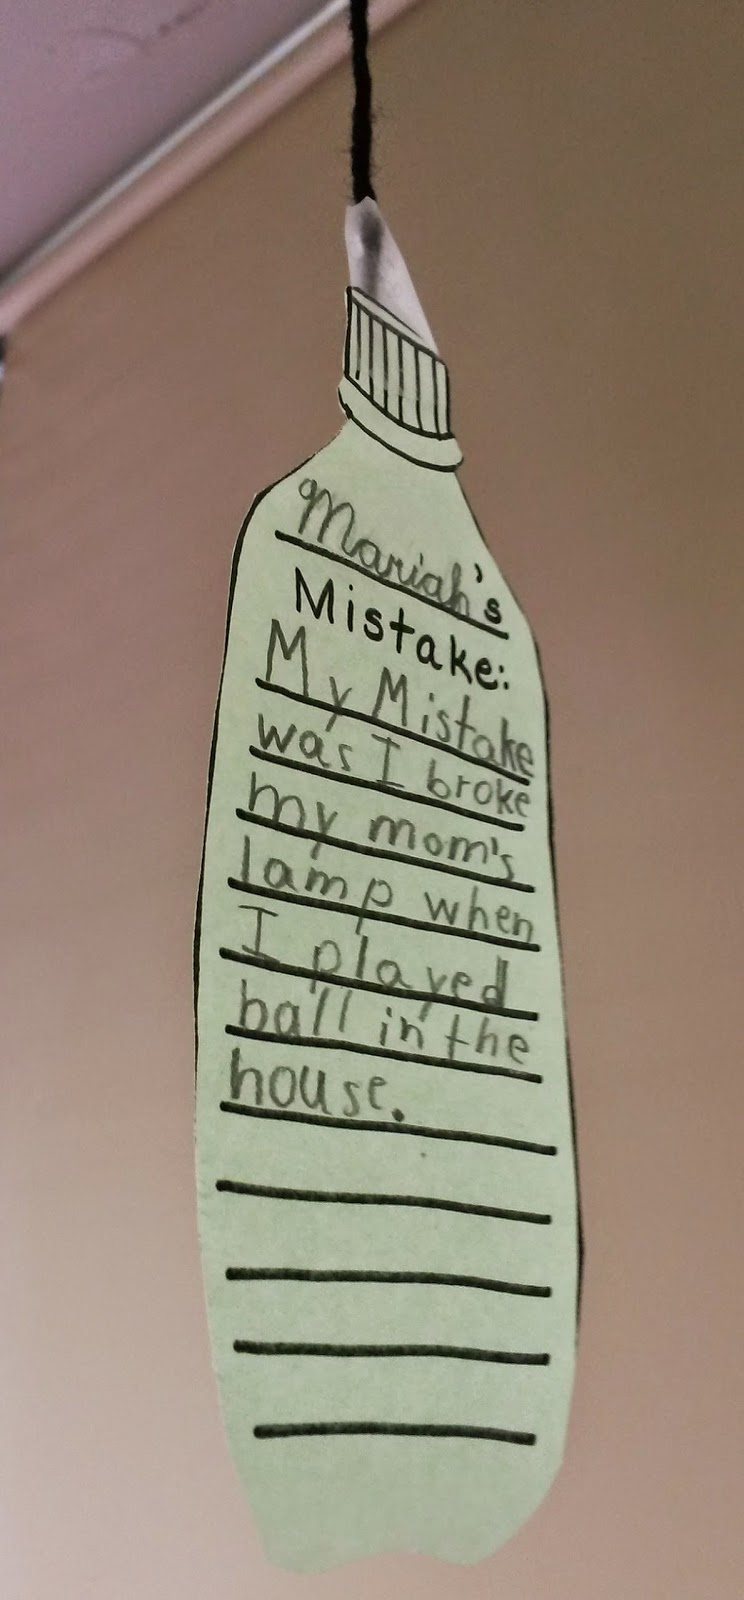 Mariah's
Mistake:
My Mistake
was I broke
my mom's
lamp when
I played
ball in the
house.